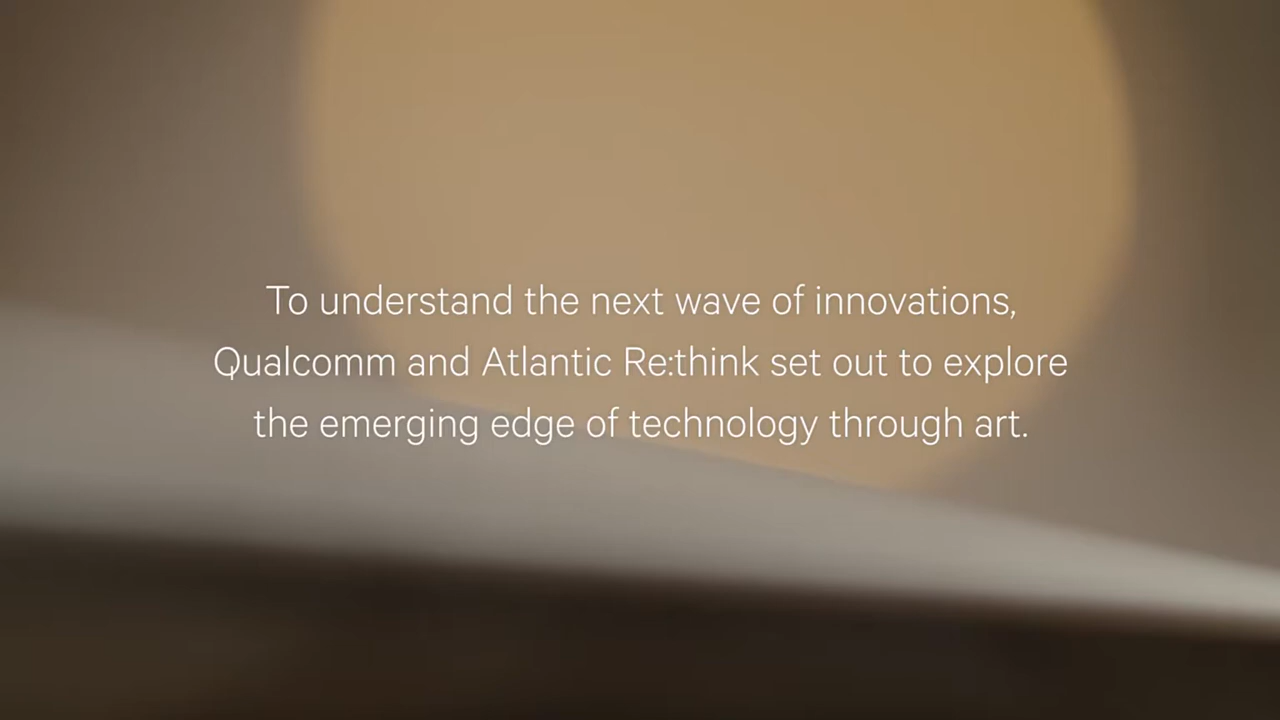 To understand the next wave of innovations,
Qualcomm and Atlantic Re:think set out to explore
the emerging edge of technology through art.